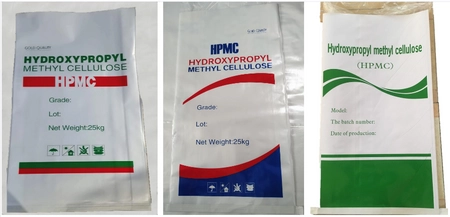 HYDROXYPROPYL
METHYL CELLULOSE
HPMC
Grade:
Lot:
Net Weight:25kg
HPMC
HYDROXYPROPYL
METHYL CELLULOSE
Grade:
Lot:
Net Weight:25kg
Hydroxypropyl methyl cellulose
(HPMC)
Model:
The batch number:
Date of production: